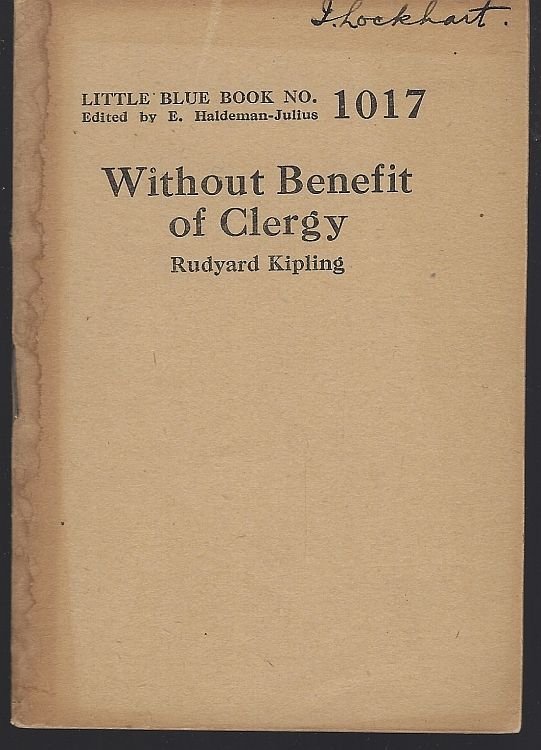 I. Lockhart.
LITTLE BLUE BOOK NO. 1017
Edited by E. Haldeman-Julius
Without Benefit
of Clergy
Rudyard Kipling